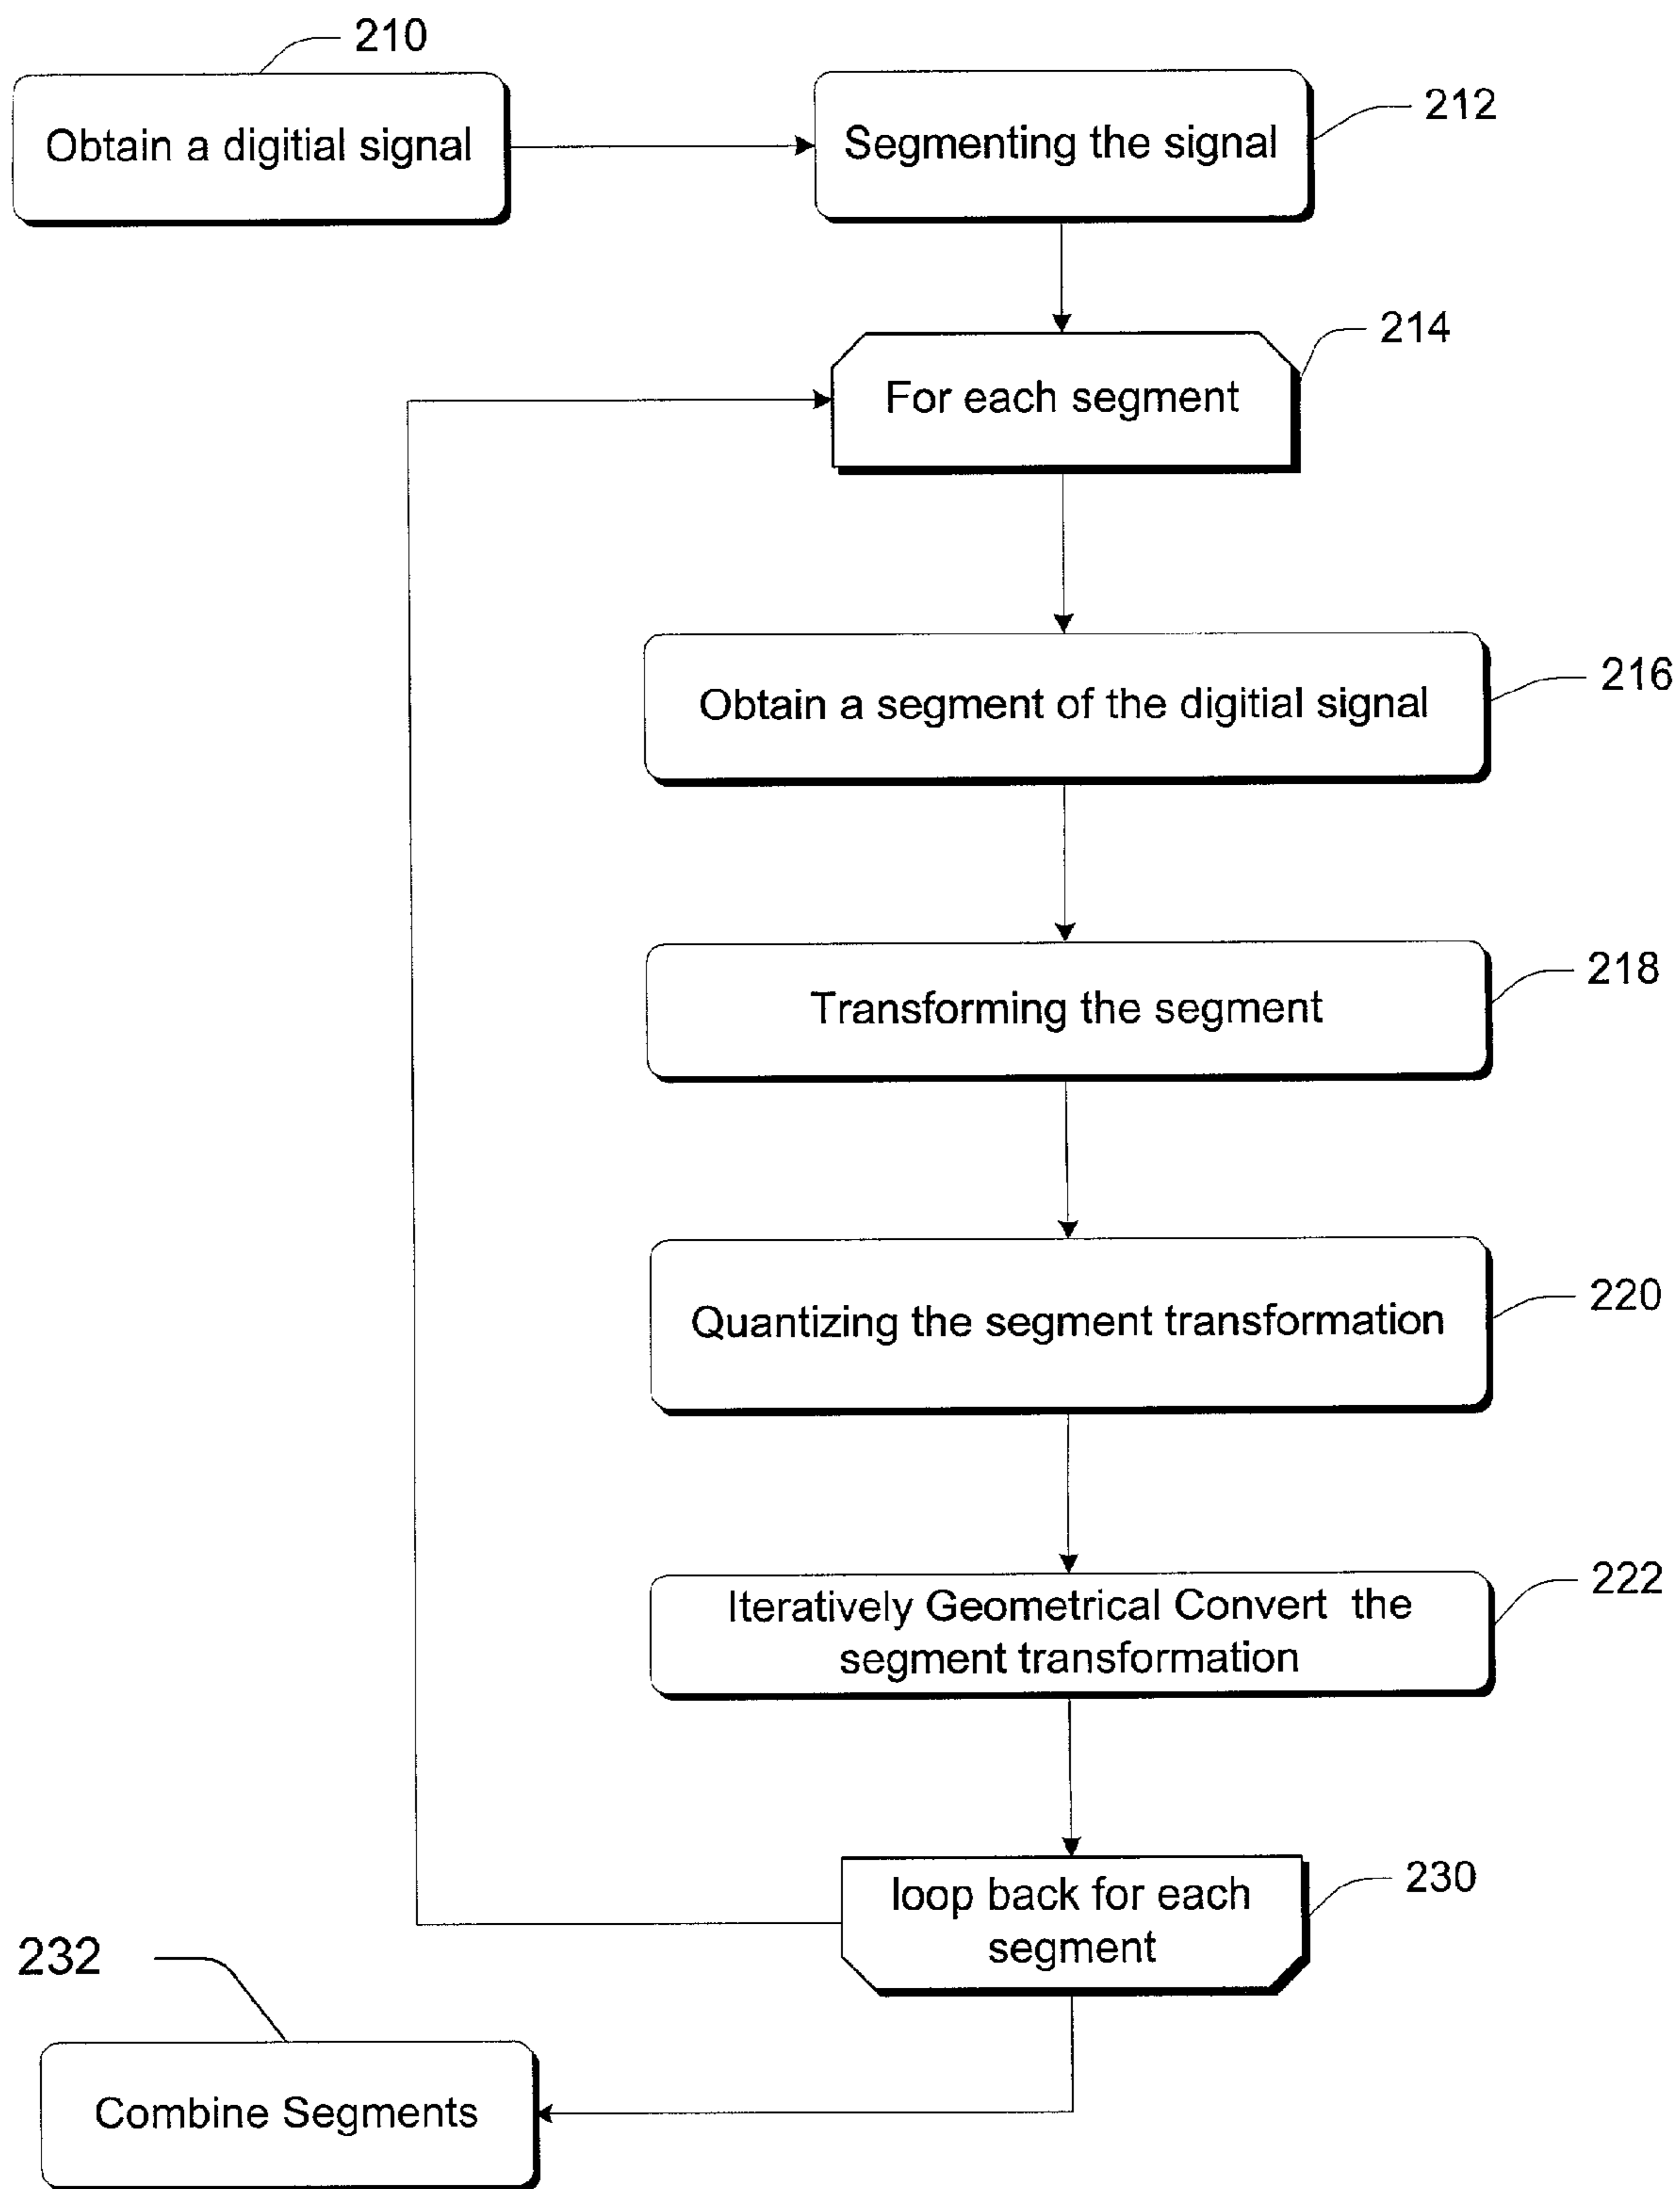 210
Obtain a digitial signal
212
Segmenting the signal
214
For each segment
216
Obtain a segment of the digitial signal
218
Transforming the segment
220
Quantizing the segment transformation
222
Iteratively Geometrical Convert the
segment transformation
230
loop back for each
segment
232
Combine Segments